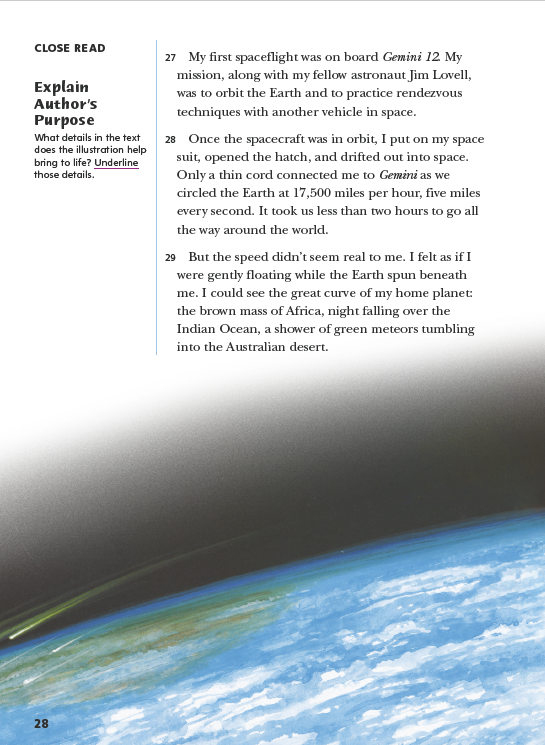 CLOSE READ
Explain
Author's
Purpose
What details in the text
does the illustration help
bring to life? Underline
those details.
27 My first spaceflight was on board Gemini 12. My
mission, along with my fellow astronaut Jim Lovell,
was to orbit the Earth and to practice rendezvous
techniques with another vehicle in space.
28 Once the spacecraft was in orbit, I put on my space
suit, opened the hatch, and drifted out into space.
Only a thin cord connected me to Gemini as we
circled the Earth at 17,500 miles per hour, five miles
every second. It took us less than two hours to go all
the way around the world.
29 But the speed didn't seem real to me. I felt as if I
were gently floating while the Earth spun beneath
me. I could see the great curve of my home planet:
the brown mass of Africa, night falling over the
Indian Ocean, a shower of green meteors tumbling
into the Australian desert.
28